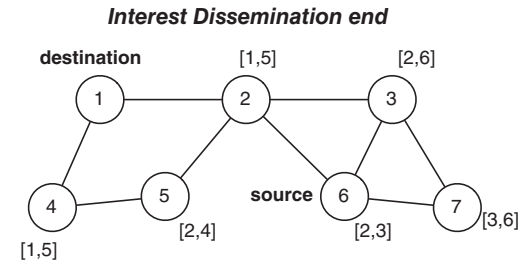 Interest Dissemination end
destination [1,5] [2,6]
1 2 3
source
4 5 6 7
[1,5] [2,4] [2,3] [3,6]